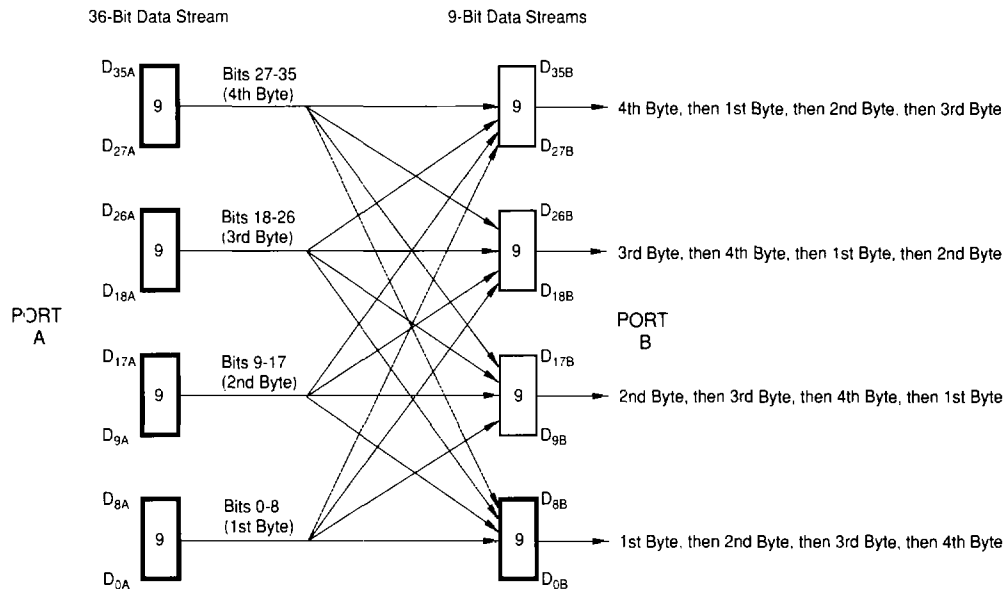 36-Bit Data Stream
9-Bit Data Streams
D35A
9
D27A
Bits 27-35
(4th Byte)
D35B
9
D27B
4th Byte, then 1st Byte, then 2nd Byte, then 3rd Byte
D26A
9
D18A
Bits 18-26
(3rd Byte)
D26B
9
D18B
3rd Byte, then 4th Byte, then 1st Byte, then 2nd Byte
PORT
A
PORT
B
D17A
9
D9A
Bits 9-17
(2nd Byte)
D17B
9
D9B
2nd Byte, then 3rd Byte, then 4th Byte, then 1st Byte
D8A
9
D0A
Bits 0-8
(1st Byte)
D8B
9
D0B
1st Byte, then 2nd Byte, then 3rd Byte, then 4th Byte